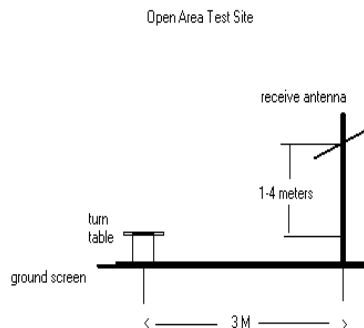 Open Area Test Site
receive antenna
1-4 meters
turn
table
ground screen
3 M